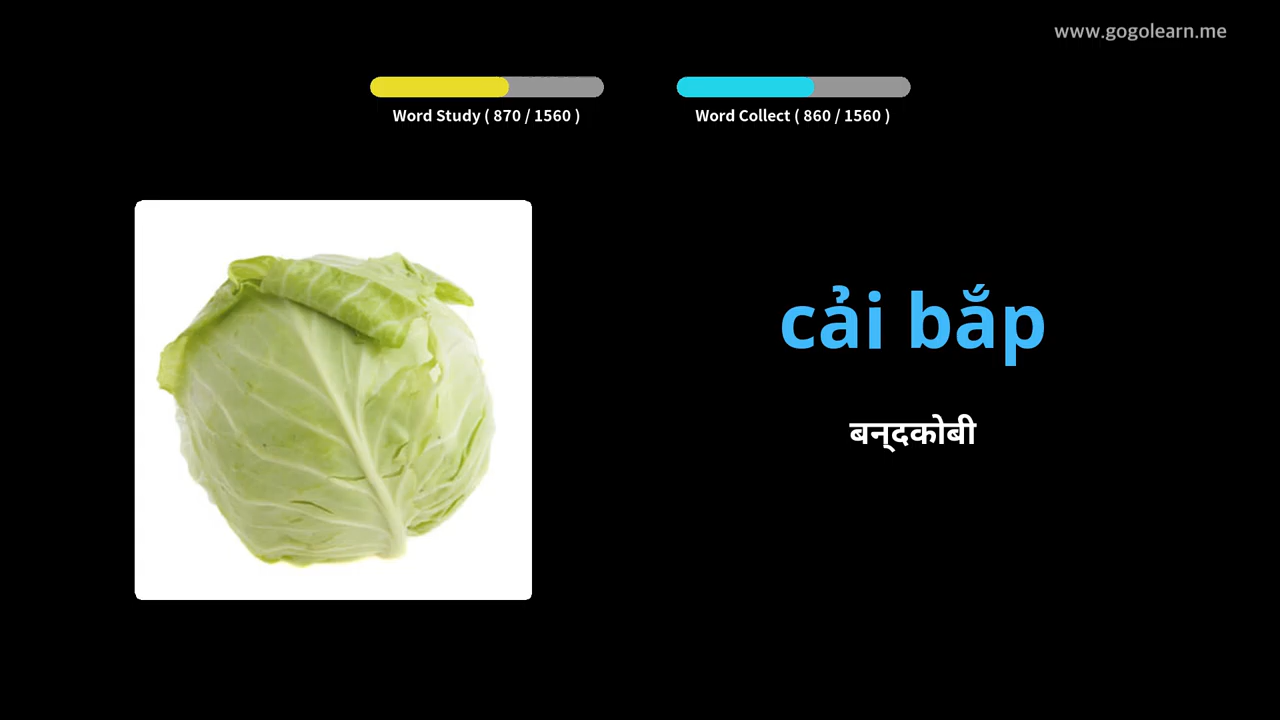 www.gogolearn.me
Word Study ( 870 / 1560 )
Word Collect ( 860 / 1560 )
cải bắp
बन्‌दकोबी